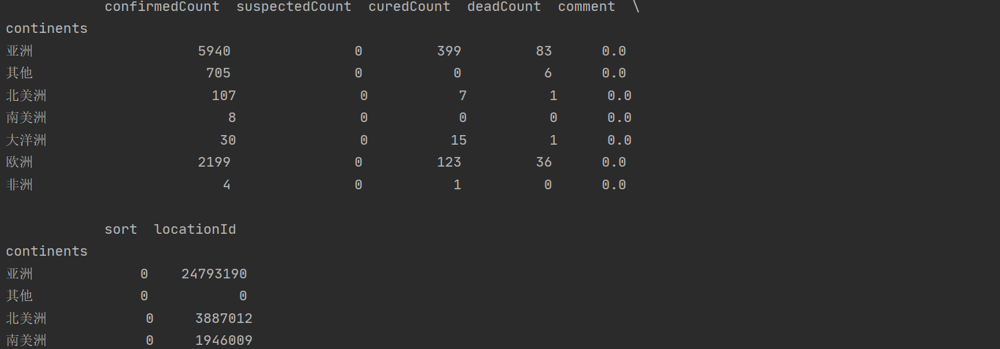 confirmedCount  suspectedCount  curedCount  deadCount  comment  \
continents
亚洲  5940  0  399  83  0.0
其他  705  0  0  6  0.0
北美洲  107  0  7  1  0.0
南美洲  8  0  0  0  0.0
大洋洲  30  0  15  1  0.0
欧洲  2199  0  123  36  0.0
非洲  4  0  1  0  0.0
sort  locationId
continents
亚洲  0  24793190
其他  0  0
北美洲  0  3887012
南美洲  0  1946009